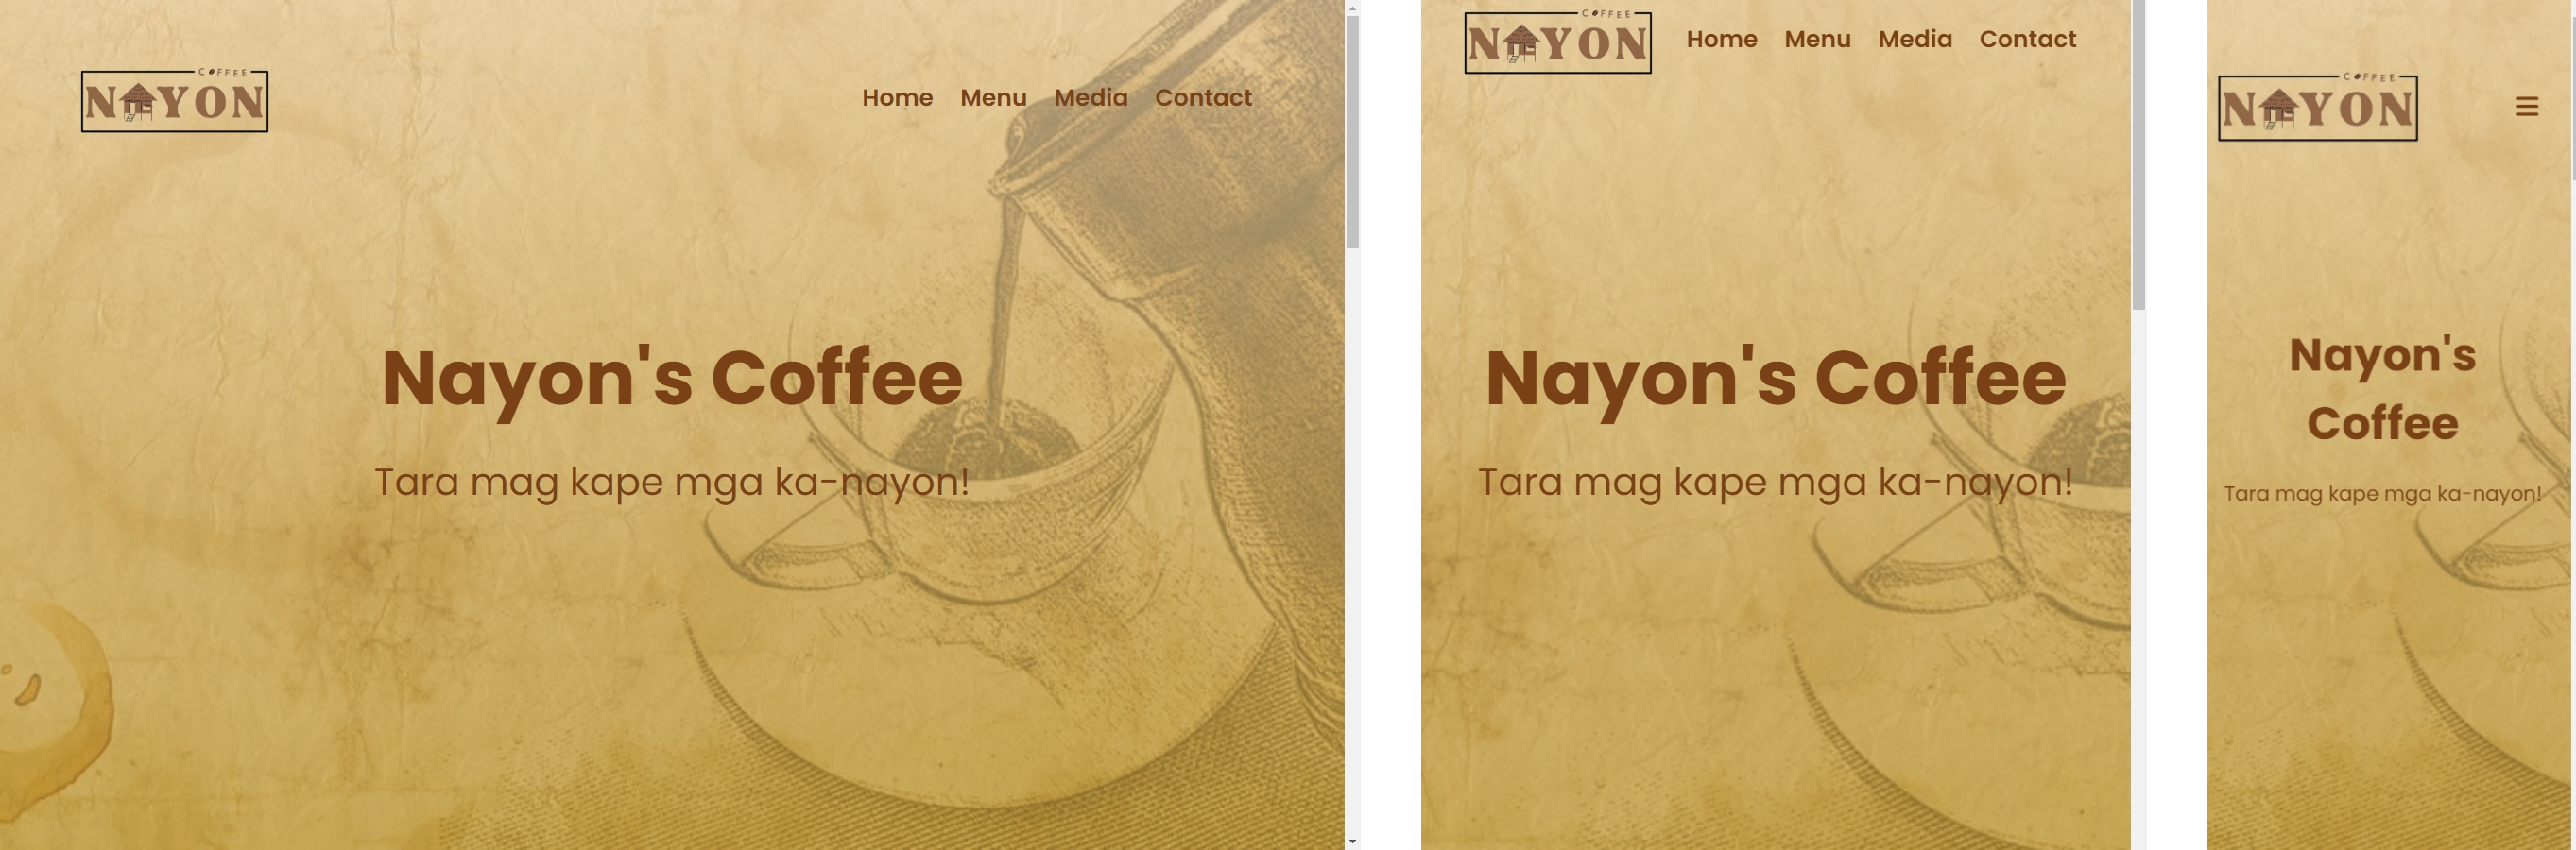 COFFEE
NAYON
Home Menu Media Contact
Nayon's Coffee
Tara mag kape mga ka-nayon!
COFFEE
NAYON
Home Menu Media Contact
Nayon's Coffee
Tara mag kape mga ka-nayon!
COFFEE
NAYON
Nayon's
Coffee
Tara mag kape mga ka-nayon!